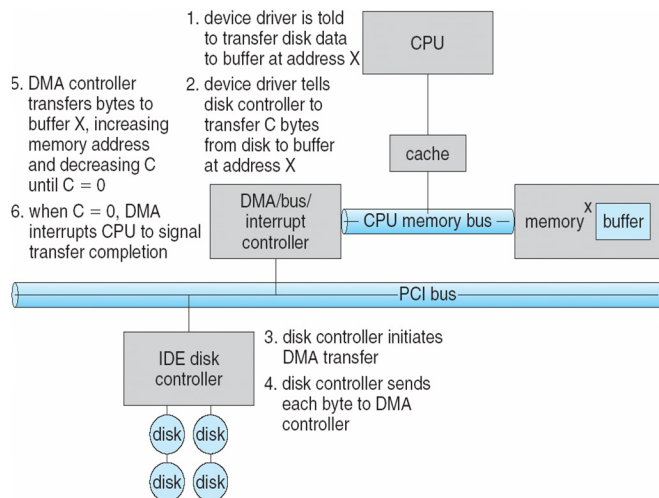 1. device driver is told
to transfer disk data
to buffer at address X
CPU
5. DMA controller
transfers bytes to
buffer X, increasing
memory address
and decreasing C
until C = 0
2. device driver tells
disk controller to
transfer C bytes
from disk to buffer
at address X
cache
6. when C = 0, DMA
interrupts CPU to signal
transfer completion
DMA/bus/
interrupt
controller
CPU memory bus
memory
X
buffer
PCI bus
IDE disk
controller
3. disk controller initiates
DMA transfer
4. disk controller sends
each byte to DMA
controller
disk
disk
disk
disk